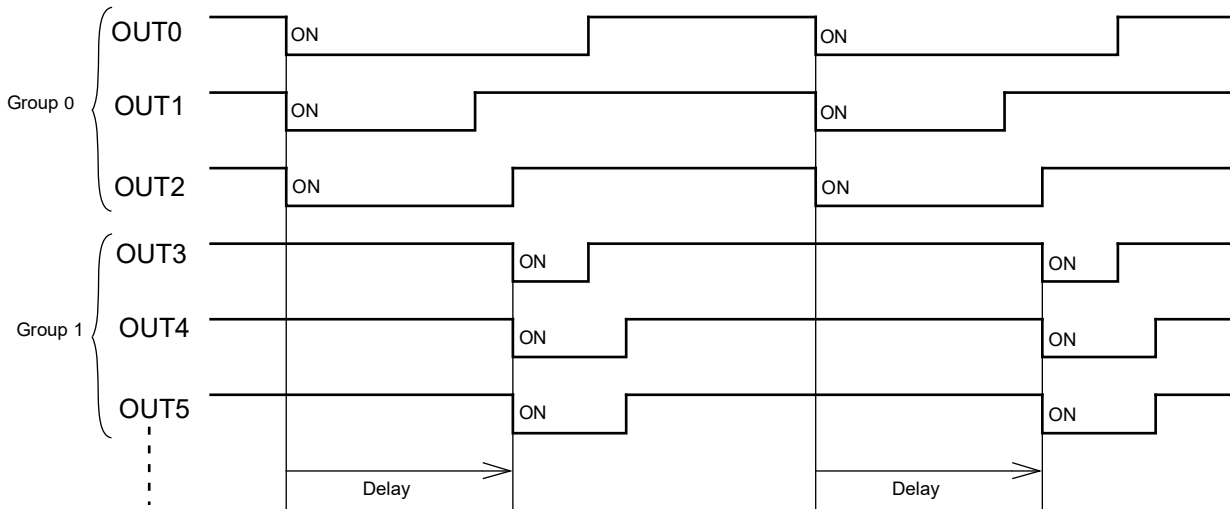 OUT0 ON ON
Group 0 OUT1 ON ON
OUT2 ON ON
OUT3 ON ON
Group 1 OUT4 ON ON
OUT5 ON ON
Delay Delay